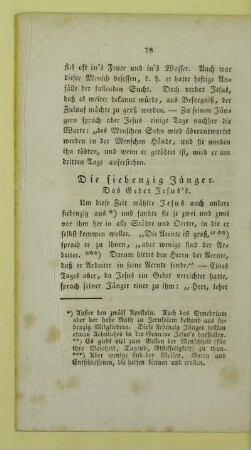 78
fiel oft in's Feuer und in's Wasser. Auch war
dieser Mensch besessen, d. h. er hatte heftige An-
fälle der fallenden Sucht. Doch verbot Jesus,
daß es weiter bekannt würde, aus Besorgniß, der
Zulauf möchte zu groß werden. — Zu seinen Jün-
gern sprach aber Jesus einige Tage nachher die
Worte: „des Menschen Sohn wird überantwortet
werden in der Menschen Hände, und sie werden
ihn tödten, und wenn er getödtet ist, wird er am
dritten Tage auferstehen.
Die siebenzig Jünger.
Das Gebet Jesus's.
Um diese Zeit wählte Jesus auch andere
siebenzig aus *) und sandte sie je zwei und zwei
vor ihm her in alle Städte und Oerter, in die er
selbst kommen wollte. „Die Aernte ist groß," **)
sprach er zu ihnen, „aber wenige sind der Ar-
beiter. ***) Darum bittet den Herrn der Aernte,
daß er Arbeiter in seine Aernte sende." — Eines
Tages aber, da Jesus ein Gebet verrichtet hatte,
sprach seiner Jünger einer zu ihm: „Herr, lehre
*) Ausser den zwölf Aposteln. Auch das Synedrium
oder der hohe Rath zu Jerusalem bestand aus sie-
benzig Mitgliedern. Diese siebenzig Jünger sollten
etwas Aehnliches in der Gemeine Jesus's darstellen.
**) Es giebt viel zum Besten der Menschheit (für
ihre Weisheit, Tugend, Glückseligkeit) zu thun.
***) Aber wenige sind der Weisen, Guten und
Entschlossenen, die helfen können und wollen.